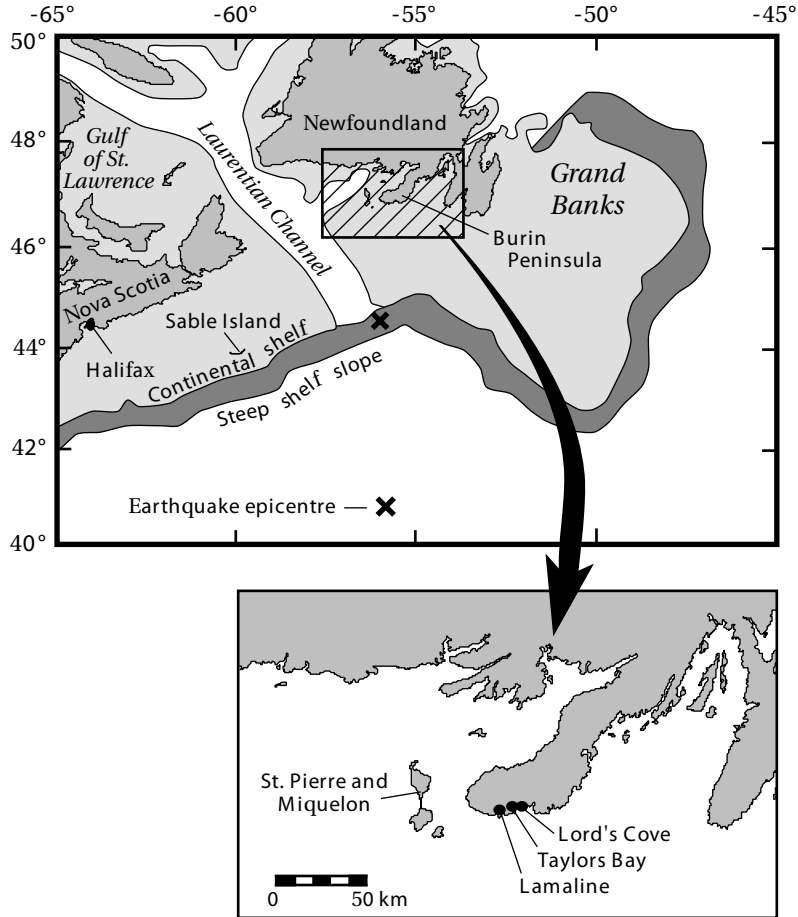 -65° -60° -55° -50° -45°
50°
48°
46°
44°
42°
40°
Gulf
of St.
Lawrence
Laurentian Channel
Newfoundland
Grand
Banks
Burin
Peninsula
Nova Scotia
Halifax
Sable Island
Continental shelf
Steep shelf slope
Earthquake epicentre
St. Pierre and
Miquelon
Lord's Cove
Taylors Bay
Lamaline
0 50 km